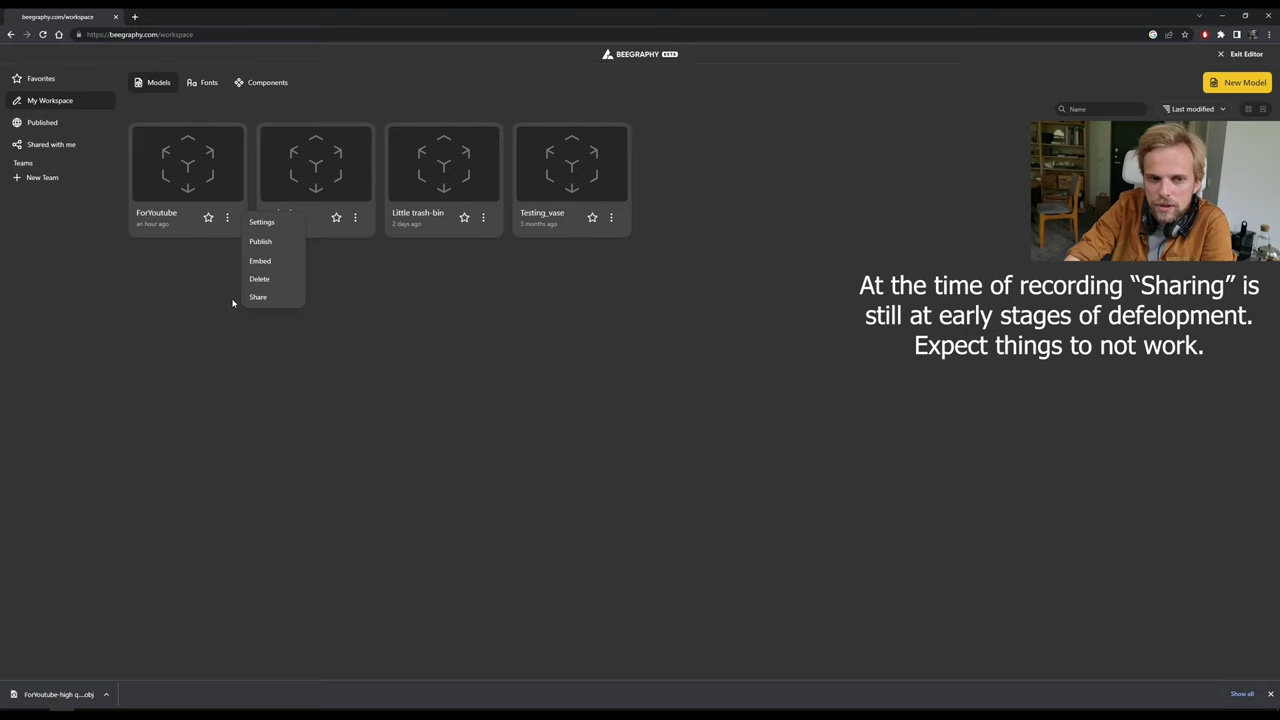 beegraphy.com/workspace
https://beegraphy.com/workspace
BEEGRAPHY BETA
Exit Editor
Favorites
My Workspace
Published
Shared with me
Teams
New Team
Models
Fonts
Components
New Model
Name
Last modified
ForYoutube
an hour ago
Little trash-bin
2 days ago
Testing_vase
3 months ago
Settings
Publish
Embed
Delete
Share
At the time of recording “Sharing” is
still at early stages of defelopment.
Expect things to not work.
ForYoutube-high q....obj
Show all